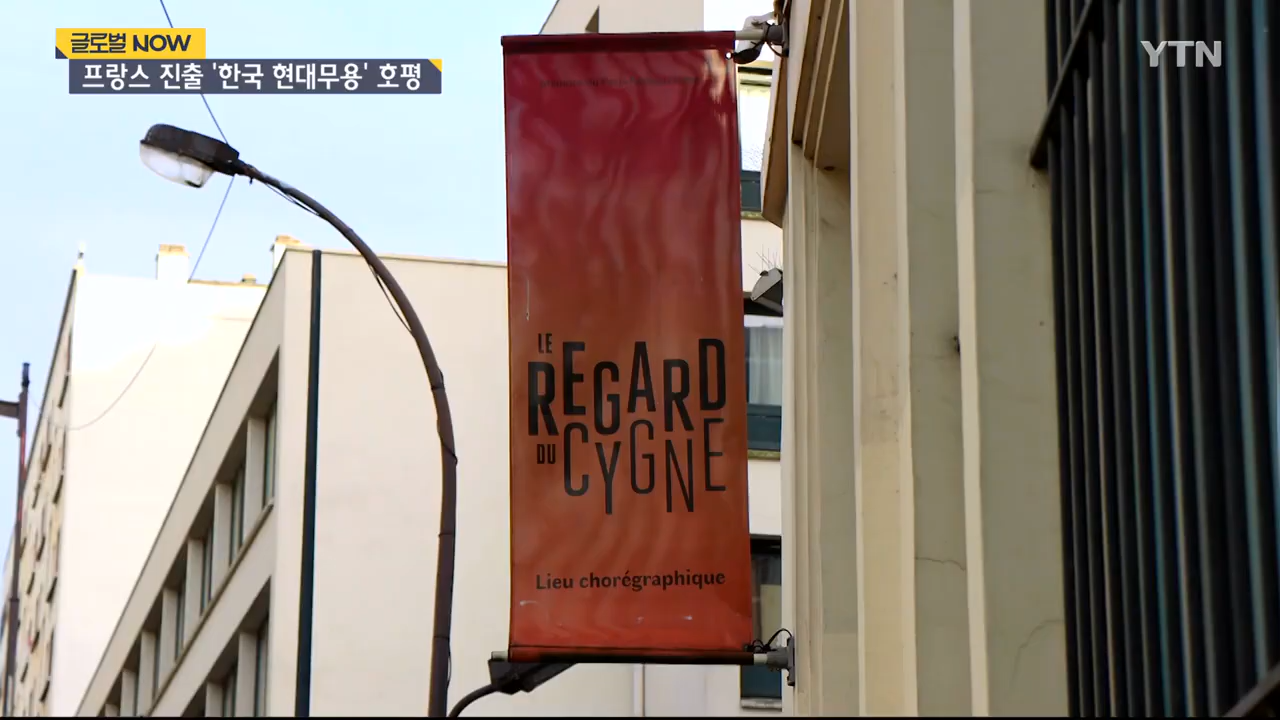 글로벌 NOW
프랑스 진출 '한국 현대무용' 호평
YTN
LE
REGARD
DU CYGNE
Lieu chorégraphique